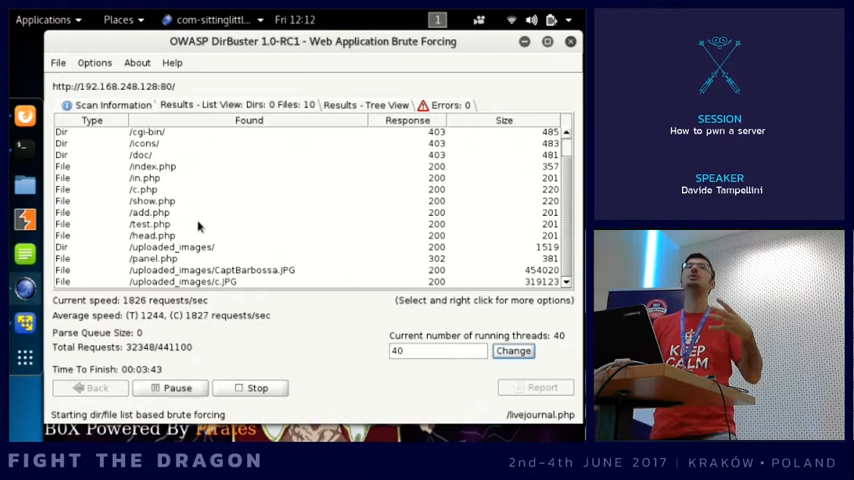 Applications Places com-sittinglittl... Fri 12:12 1
OWASP DirBuster 1.0-RC1 - Web Application Brute Forcing
File Options About Help
http://192.168.248.128:80/
Scan Information Results - List View: Dirs: 0 Files: 10 Results - Tree View Errors: 0
Type Found Response Size
Dir /cgi-bin/ 403 485
Dir /icons/ 403 483
Dir /doc/ 403 481
File /index.php 200 357
File /in.php 200 201
File /c.php 200 220
File /show.php 200 220
File /add.php 200 201
File /test.php 200 201
File /head.php 200 201
Dir /uploaded_images/ 200 1519
File /panel.php 302 381
File /uploaded_images/CaptBarbossa.JPG 200 454020
File /uploaded_images/c.JPG 200 319123
Current speed: 1826 requests/sec (Select and right click for more options)
Average speed: (T) 1244, (C) 1827 requests/sec
Parse Queue Size: 0
Current number of running threads: 40
Total Requests: 32348/441100
40 Change
Time To Finish: 00:03:43
Back Pause Stop Report
Starting dir/file list based brute forcing /livejournal.php
B0X Powered By Pirates
SESSION
How to pwn a server
SPEAKER
Davide Tampellini
KEEP
CALM
FIGHT THE DRAGON
2nd-4th JUNE 2017 | KRAKÓW • POLAND